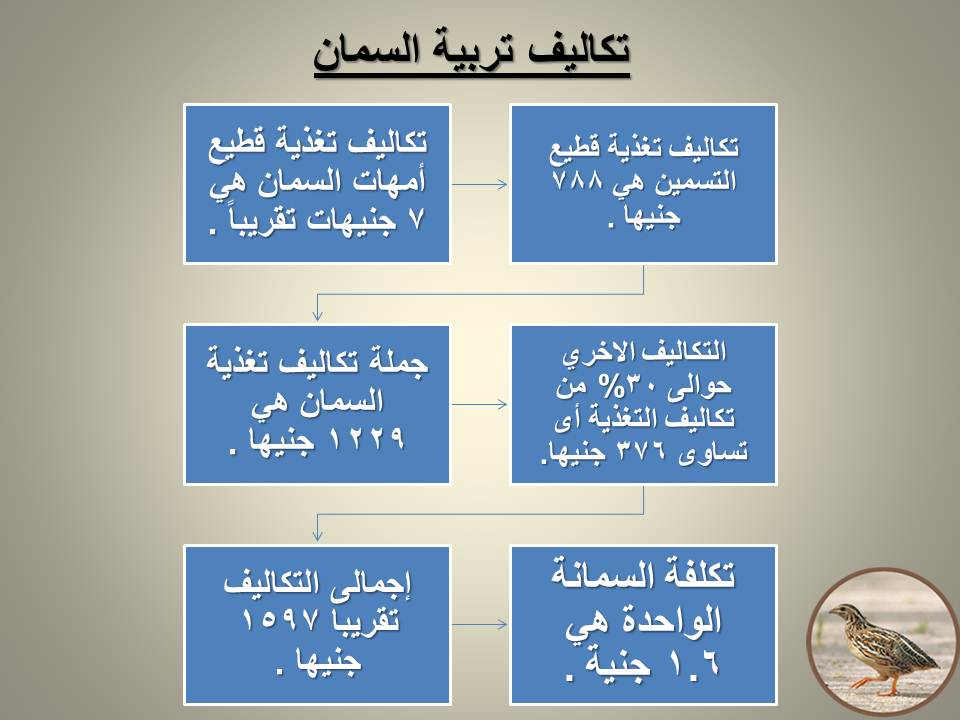 تكاليف تربية السمان
تكاليف تغذية قطيع
أمهات السمان هي
٧ جنيهات تقريباً .
تكاليف تغذية قطيع
التسمين هي ٧٨٨
جنيها .
جملة تكاليف تغذية
السمان هي
١٢٢٩ جنيها .
التكاليف الاخري
حوالى ٣٠% من
تكاليف التغذية أى
تساوى ٣٧٦ جنيها.
إجمالى التكاليف
تقريبا ١٥٩٧
جنيها .
تكلفة السمانة
الواحدة هي
١.٦ جنية .